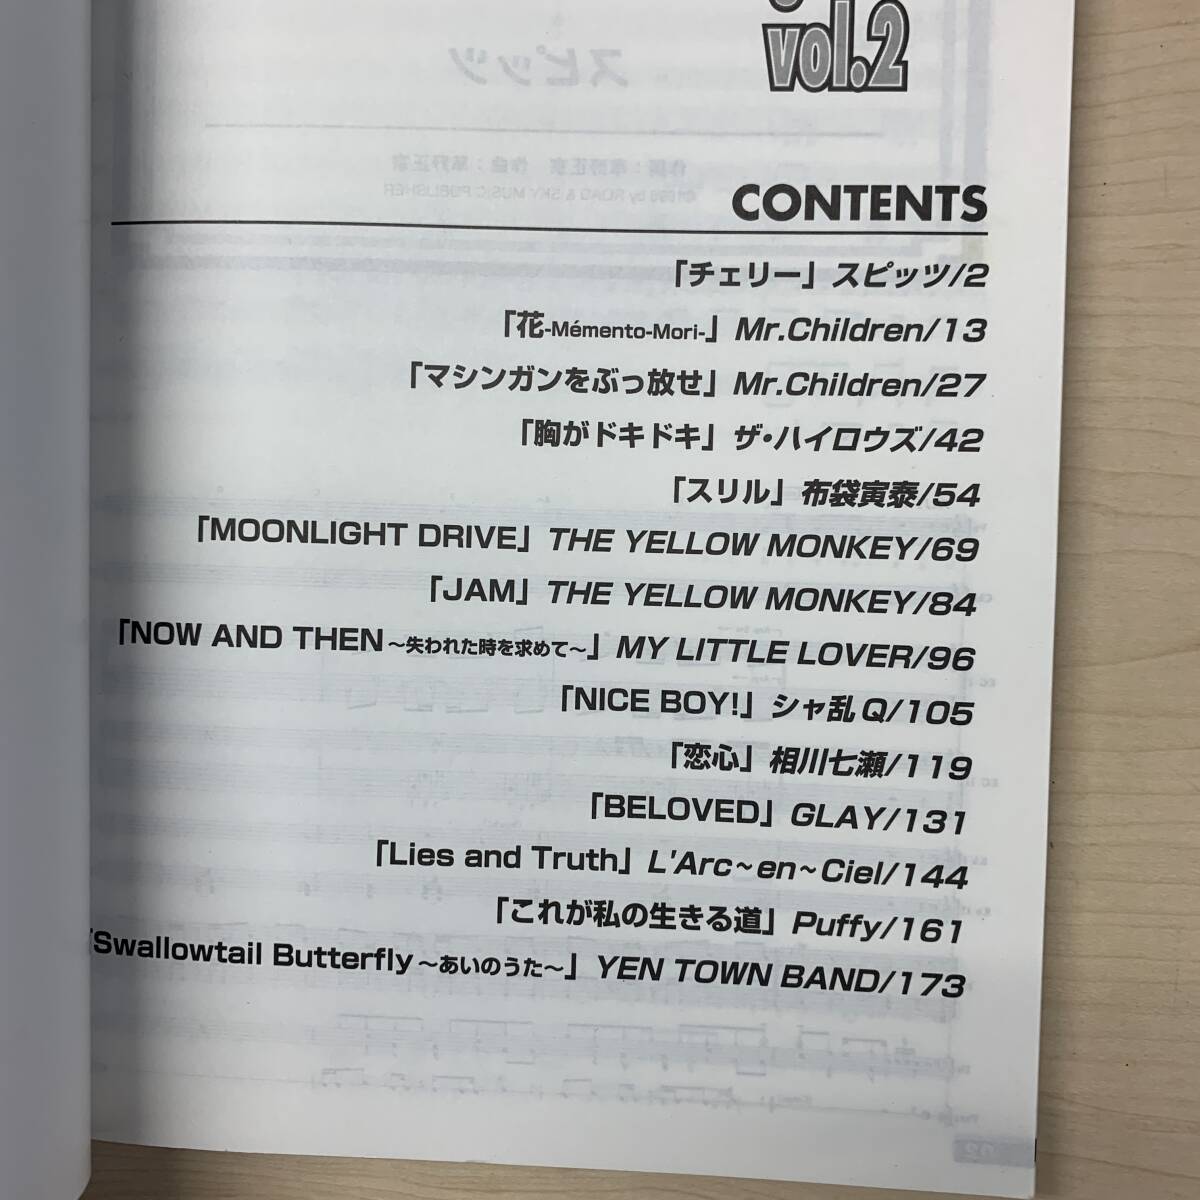 vol.2
CONTENTS
「チェリー」スピッツ/2
「花-Mémento-Mori-」Mr.Children/13
「マシンガンをぶっ放せ」Mr.Children/27
「胸がドキドキ」ザ・ハイロウズ/42
「スリル」布袋寅泰/54
「MOONLIGHT DRIVE」THE YELLOW MONKEY/69
「JAM」THE YELLOW MONKEY/84
「NOW AND THEN～失われた時を求めて～」MY LITTLE LOVER/96
「NICE BOY!」シャ乱Q/105
「恋心」相川七瀬/119
「BELOVED」GLAY/131
「Lies and Truth」L'Arc~en~Ciel/144
「これが私の生きる道」Puffy/161
「Swallowtail Butterfly～あいのうた～」YEN TOWN BAND/173